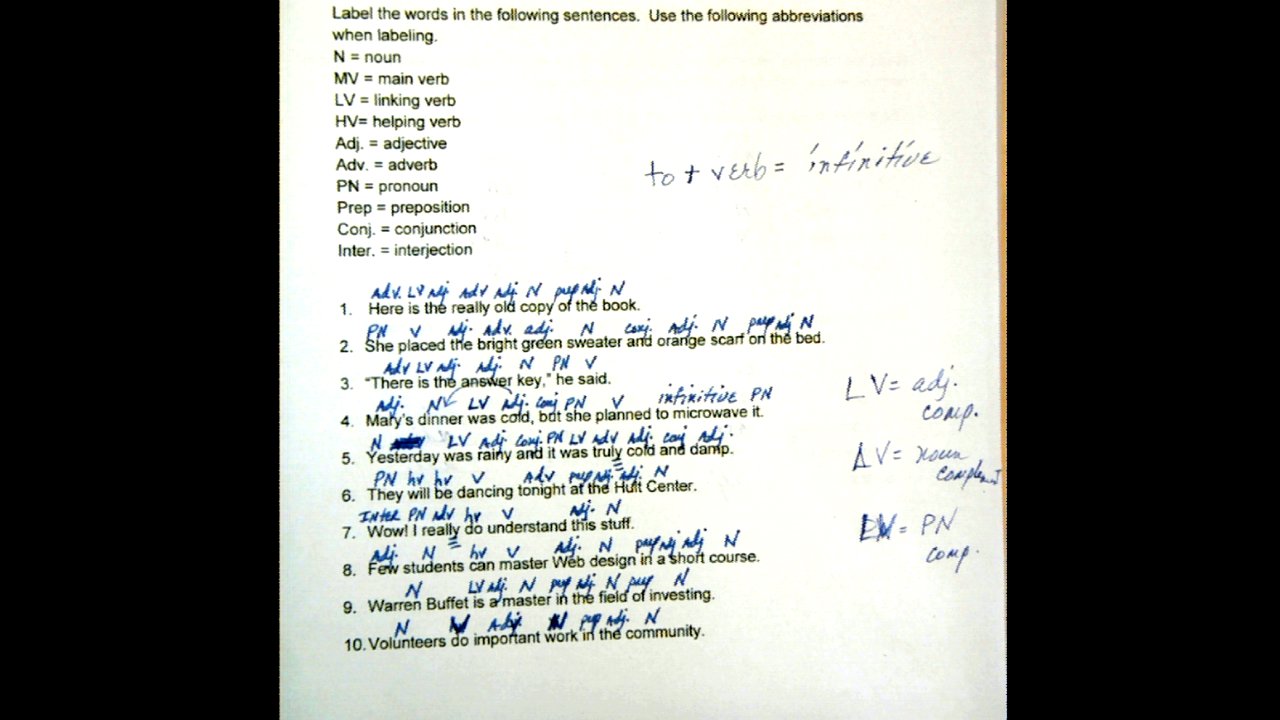 Label the words in the following sentences. Use the following abbreviations
when labeling.
N = noun
MV = main verb
LV = linking verb
HV= helping verb
Adj. = adjective
Adv. = adverb
PN = pronoun
to + verb = infinitive
Prep = preposition
Conj. = conjunction
Inter. = interjection
Adv. LV adj. Adv Adj. N prep adj. N
1. Here is the really old copy of the book.
PN V adj. Adv. adj. N conj. Adj. N prep adj N
2. She placed the bright green sweater and orange scarf on the bed.
Adv LV adj. Adj. N PN V
3. "There is the answer key," he said.
LV= adj.
comp.
Adj. N LV Adj. conj PN V infinitive PN
4. Mary's dinner was cold, but she planned to microwave it.
N LV Adj. conj. PN LV Adv Adj. conj Adj.
5. Yesterday was rainy and it was truly cold and damp.
LV= noun
PN hv hv V Adv prep adj. adj. N
6. They will be dancing tonight at the Hult Center.
Inter PN adv hv V adj. N
7. Wow! I really do understand this stuff.
LV = PN
comp.
Adj. N hv V Adj. N prep adj adj N
8. Few students can master Web design in a short course.
N LV adj. N prep adj. N prep N
9. Warren Buffet is a master in the field of investing.
N V Adj. N prep adj. N
10. Volunteers do important work in the community.